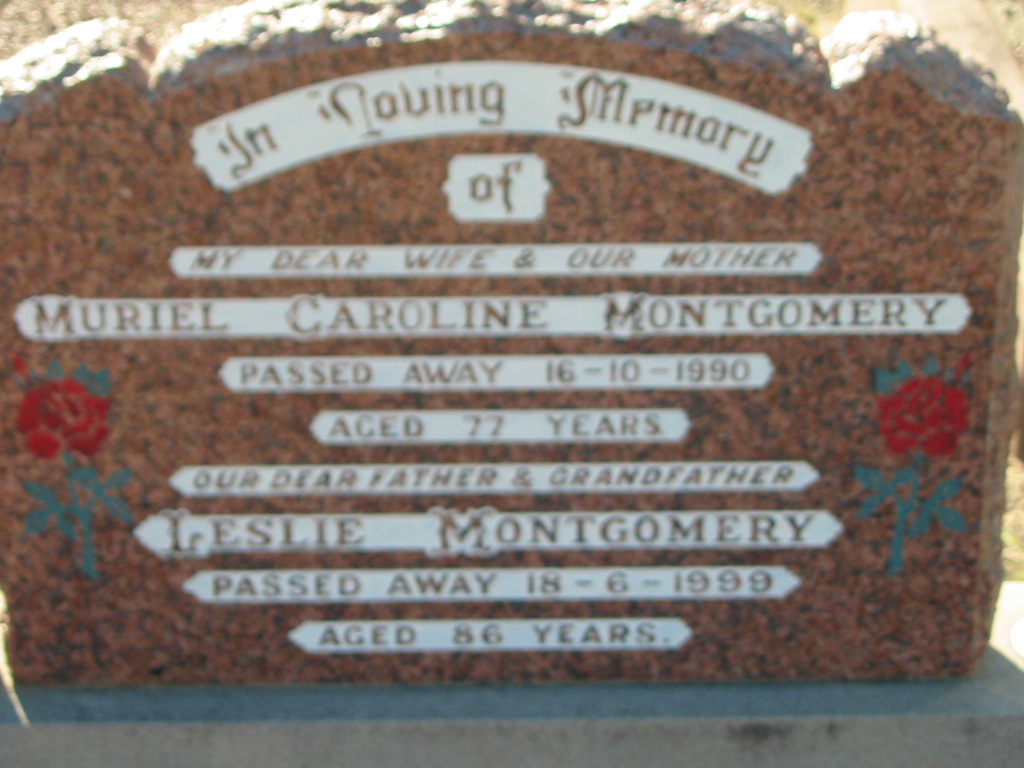 In Loving Memory
of
MY DEAR WIFE & OUR MOTHER
MURIEL CAROLINE MONTGOMERY
PASSED AWAY 16-10-1990
AGED 77 YEARS.
OUR DEAR FATHER & GRANDFATHER
LESLIE MONTGOMERY
PASSED AWAY 18-6-1999
AGED 86 YEARS.